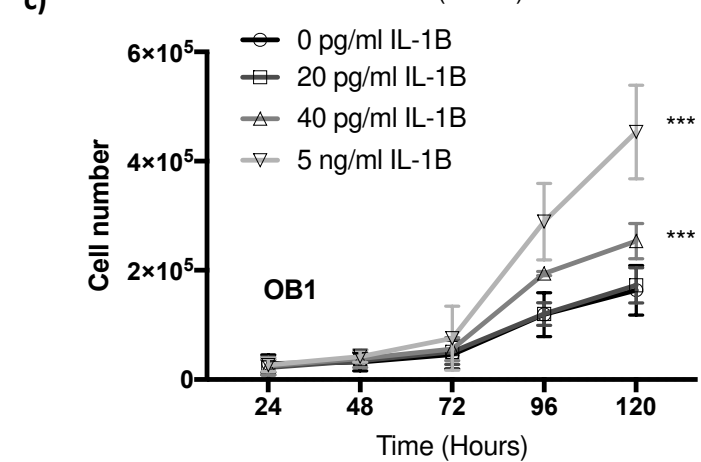 c)
6×10⁵
4×10⁵
2×10⁵
0
Cell number
0 pg/ml IL-1B
20 pg/ml IL-1B
40 pg/ml IL-1B
5 ng/ml IL-1B
***
***
OB1
24 48 72 96 120
Time (Hours)